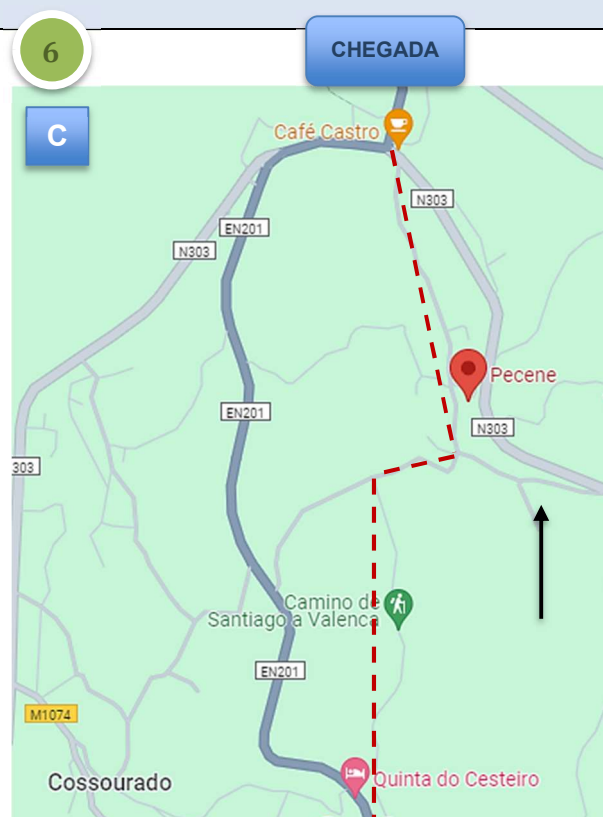 6
CHEGADA
C
Café Castro
N303
EN201
N303
Pecene
EN201
N303
303
Camino de
Santiago a Valenca
EN201
M1074
Cossourado
Quinta do Cesteiro